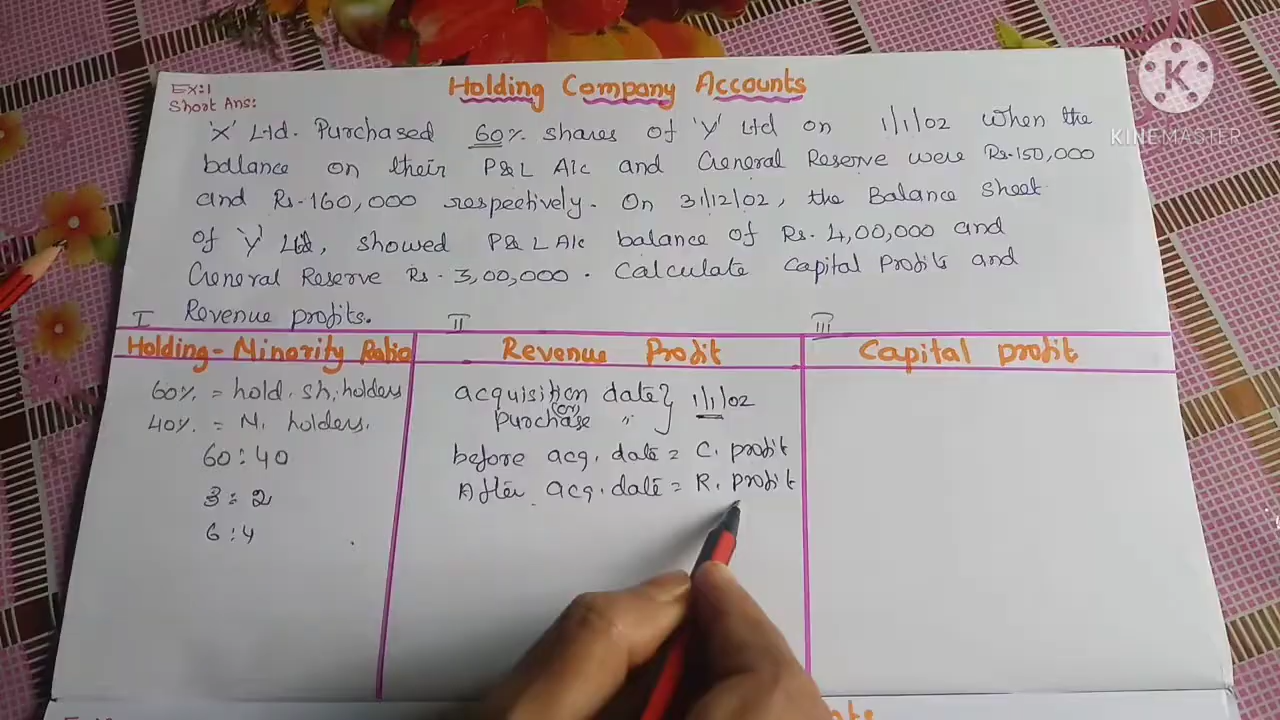 Ex:1
Short Ans:
Holding Company Accounts
K
KINEMASTER
'X' Ltd. Purchased 60% shares of 'Y' Ltd on 1/1/02 when the
balance on their P&L A/c and General Reserve were Rs.150,000
and Rs.160,000 respectively. On 31/12/02, the Balance sheet
of 'Y' Ltd, showed P&L A/c balance of Rs. 4,00,000 and
General Reserve Rs. 3,00,000. Calculate Capital Profits and
Revenue profits.
I
Holding-Minority Ratio
60% = hold. sh. holders
40% = M. holders.
60:40
3:2
6:4
II
Revenue Profit
acquisition date} 1/1/02
(or)
Purchase "
before acq. date = C. profit
After acq. date = R. profit
III
Capital profit